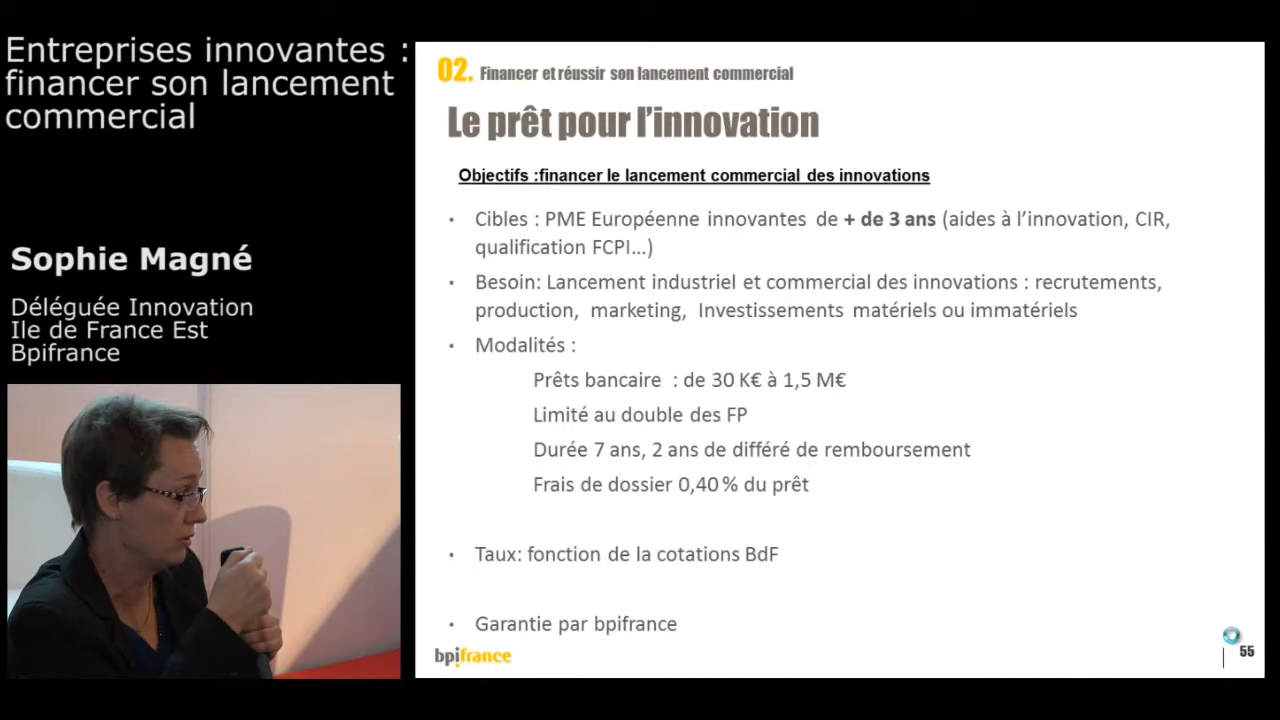 Entreprises innovantes :
financer son lancement
commercial
Sophie Magné
Déléguée Innovation
Ile de France Est
Bpifrance
02. Financer et réussir son lancement commercial
Le prêt pour l'innovation
Objectifs :financer le lancement commercial des innovations
• Cibles : PME Européenne innovantes de + de 3 ans (aides à l'innovation, CIR,
qualification FCPI...)
• Besoin: Lancement industriel et commercial des innovations : recrutements,
production, marketing, Investissements matériels ou immatériels
• Modalités :
Prêts bancaire : de 30 K€ à 1,5 M€
Limité au double des FP
Durée 7 ans, 2 ans de différé de remboursement
Frais de dossier 0,40 % du prêt
• Taux: fonction de la cotations BdF
• Garantie par bpifrance
bpifrance
55